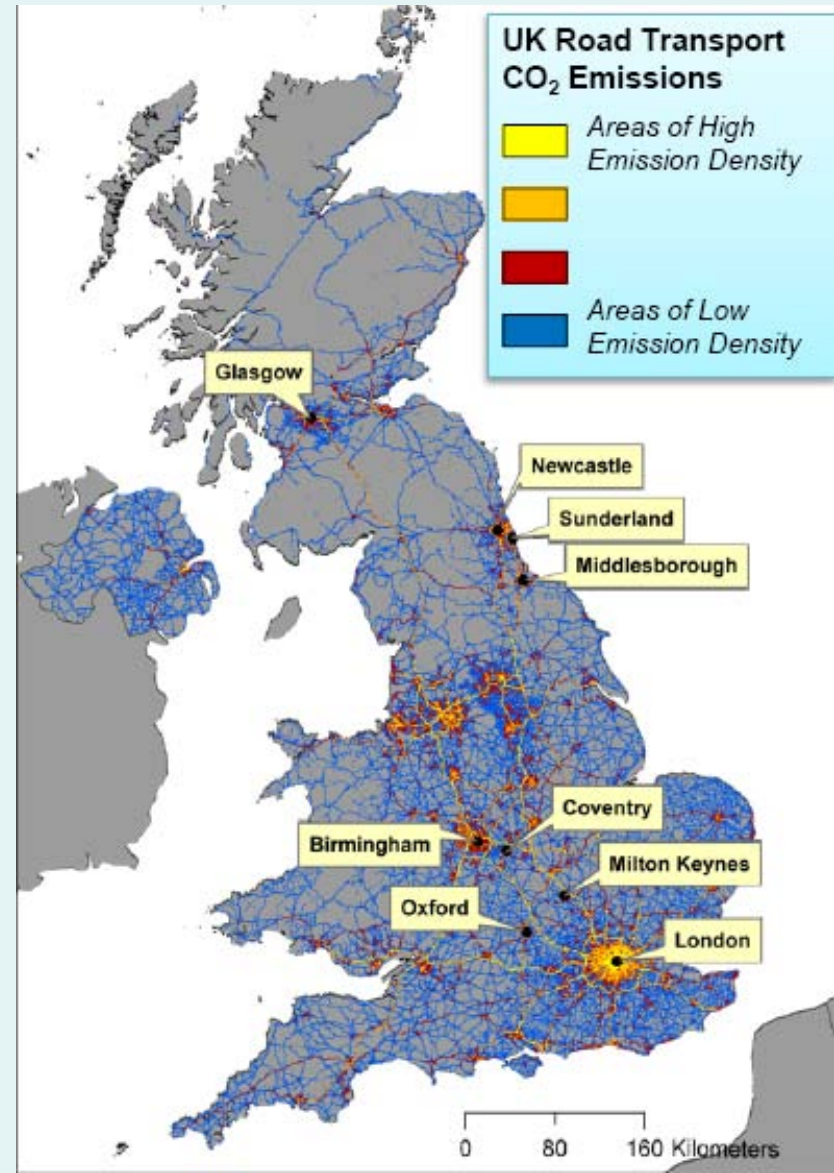 UK Road Transport
CO₂ Emissions
Areas of High
Emission Density
Areas of Low
Emission Density
Glasgow
Newcastle
Sunderland
Middlesborough
Coventry
Birmingham
Milton Keynes
Oxford
London
0 80 160 Kilometers